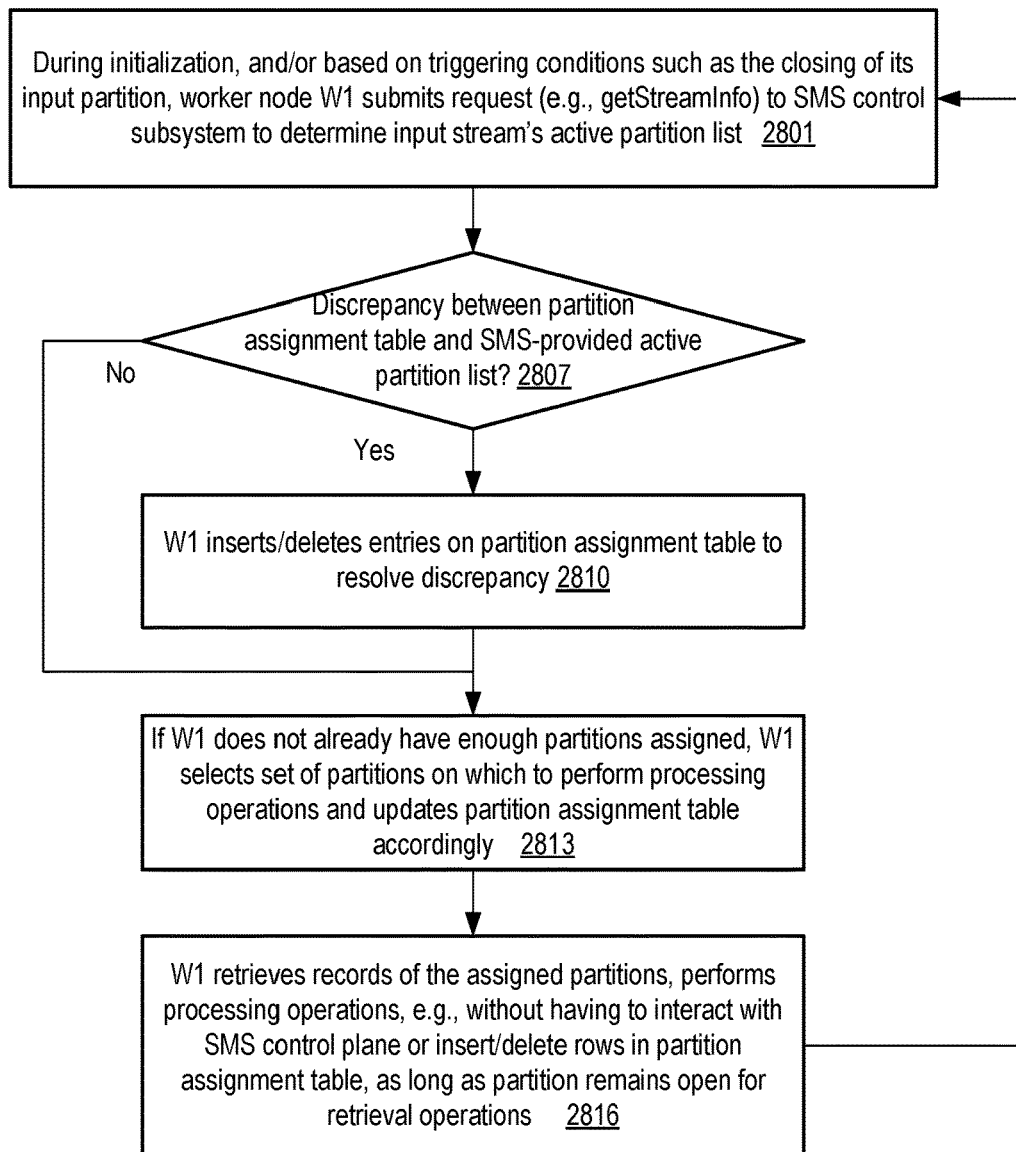 During initialization, and/or based on triggering conditions such as the closing of its
input partition, worker node W1 submits request (e.g., getStreamInfo) to SMS control
subsystem to determine input stream's active partition list 2801
Discrepancy between partition
assignment table and SMS-provided active
partition list? 2807
No
Yes
W1 inserts/deletes entries on partition assignment table to
resolve discrepancy 2810
If W1 does not already have enough partitions assigned, W1
selects set of partitions on which to perform processing
operations and updates partition assignment table
accordingly 2813
W1 retrieves records of the assigned partitions, performs
processing operations, e.g., without having to interact with
SMS control plane or insert/delete rows in partition
assignment table, as long as partition remains open for
retrieval operations 2816